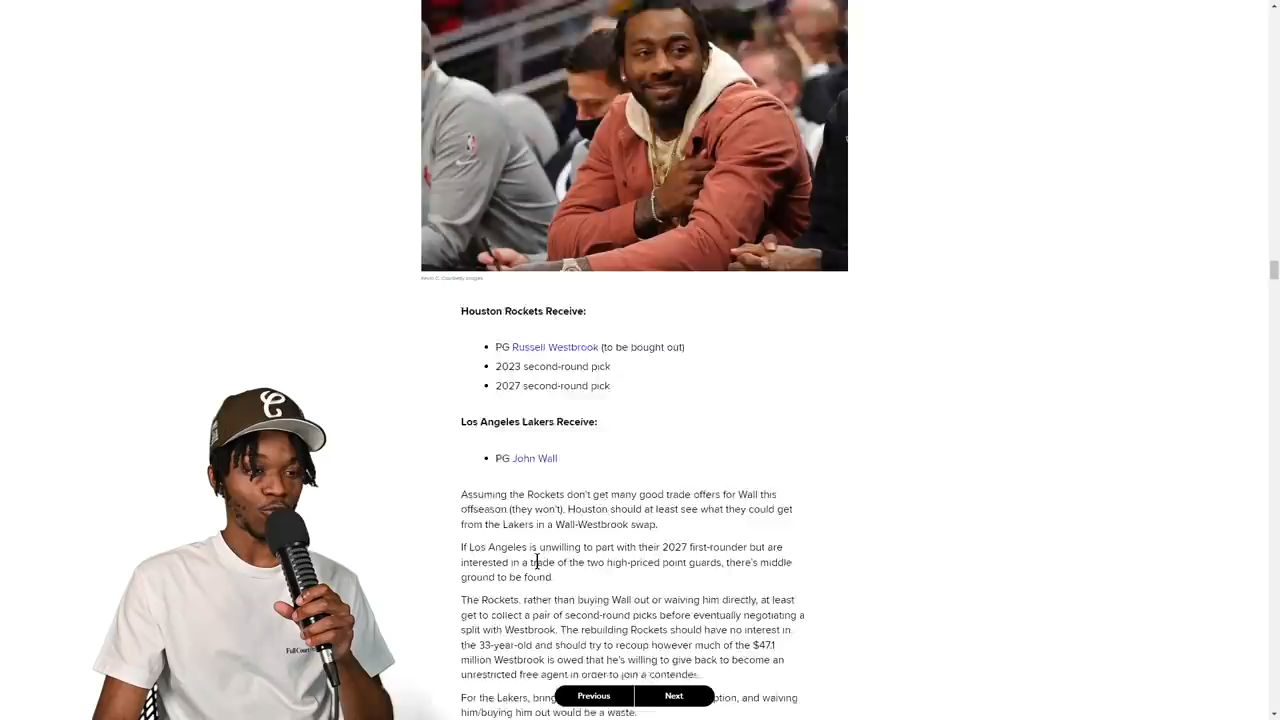 Houston Rockets Receive:
PG Russell Westbrook (to be bought out)
2023 second-round pick
2027 second-round pick
Los Angeles Lakers Receive:
PG John Wall
Assuming the Rockets don't get many good trade offers for Wall this
offseason (they won't), Houston should at least see what they could get
from the Lakers in a Wall-Westbrook swap.
If Los Angeles is unwilling to part with their 2027 first-rounder but are
interested in a trade of the two high-priced point guards, there's middle
ground to be found.
The Rockets, rather than buying Wall out or waiving him directly, at least
get to collect a pair of second-round picks before eventually negotiating a
split with Westbrook. The rebuilding Rockets should have no interest in
the 33-year-old and should try to recoup however much of the $47.1
million Westbrook is owed that he's willing to give back to become an
unrestricted free agent in order to join a contender.
Previous Next
For the Lakers, bring ption, and waiving
him/buying him out would be a waste.
Full Court